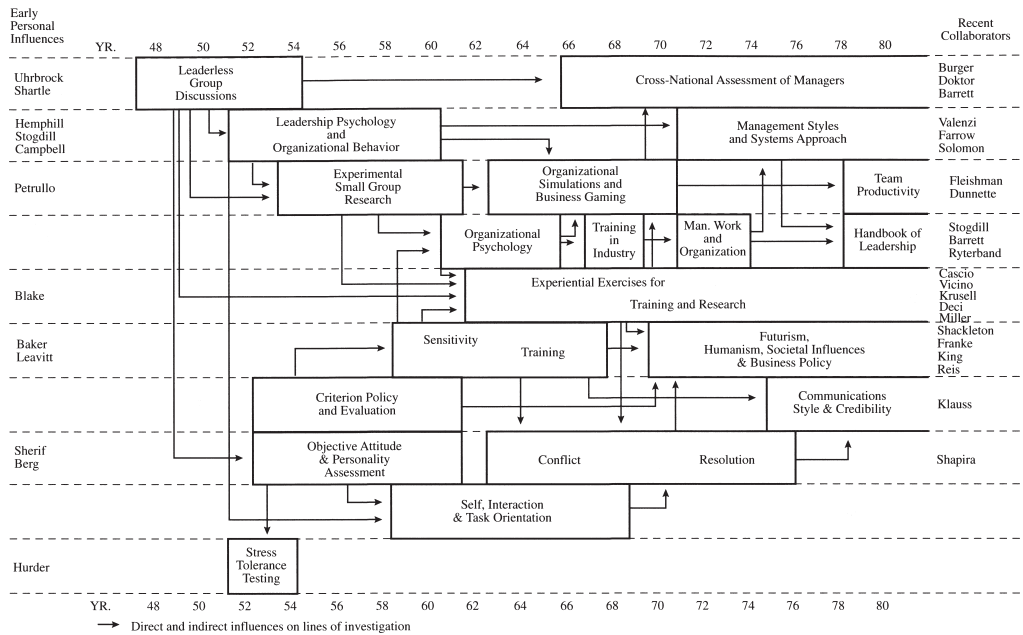 Early
Personal
Influences
YR. 48 50 52 54 56 58 60 62 64 66 68 70 72 74 76 78 80
Recent
Collaborators
Uhrbrock
Shartle
Leaderless
Group
Discussions
Cross-National Assessment of Managers
Burger
Doktor
Barrett
Hemphill
Stogdill
Campbell
Leadership Psychology
and
Organizational Behavior
Management Styles
and Systems Approach
Valenzi
Farrow
Solomon
Petrullo
Experimental
Small Group
Research
Organizational
Simulations and
Business Gaming
Team
Productivity
Fleishman
Dunnette
Organizational
Psychology
Training
in
Industry
Man. Work
and
Organization
Handbook of
Leadership
Stogdill
Barrett
Ryterband
Blake
Experiential Exercises for
Training and Research
Cascio
Vicino
Krusell
Deci
Miller
Baker
Leavitt
Sensitivity
Training
Futurism,
Humanism, Societal Influences
& Business Policy
Shackleton
Franke
King
Reis
Criterion Policy
and Evaluation
Communications
Style & Credibility
Klauss
Sherif
Berg
Objective Attitude
& Personality
Assessment
Conflict Resolution
Shapira
Self, Interaction
& Task Orientation
Hurder
Stress
Tolerance
Testing
YR. 48 50 52 54 56 58 60 62 64 66 68 70 72 74 76 78 80
Direct and indirect influences on lines of investigation